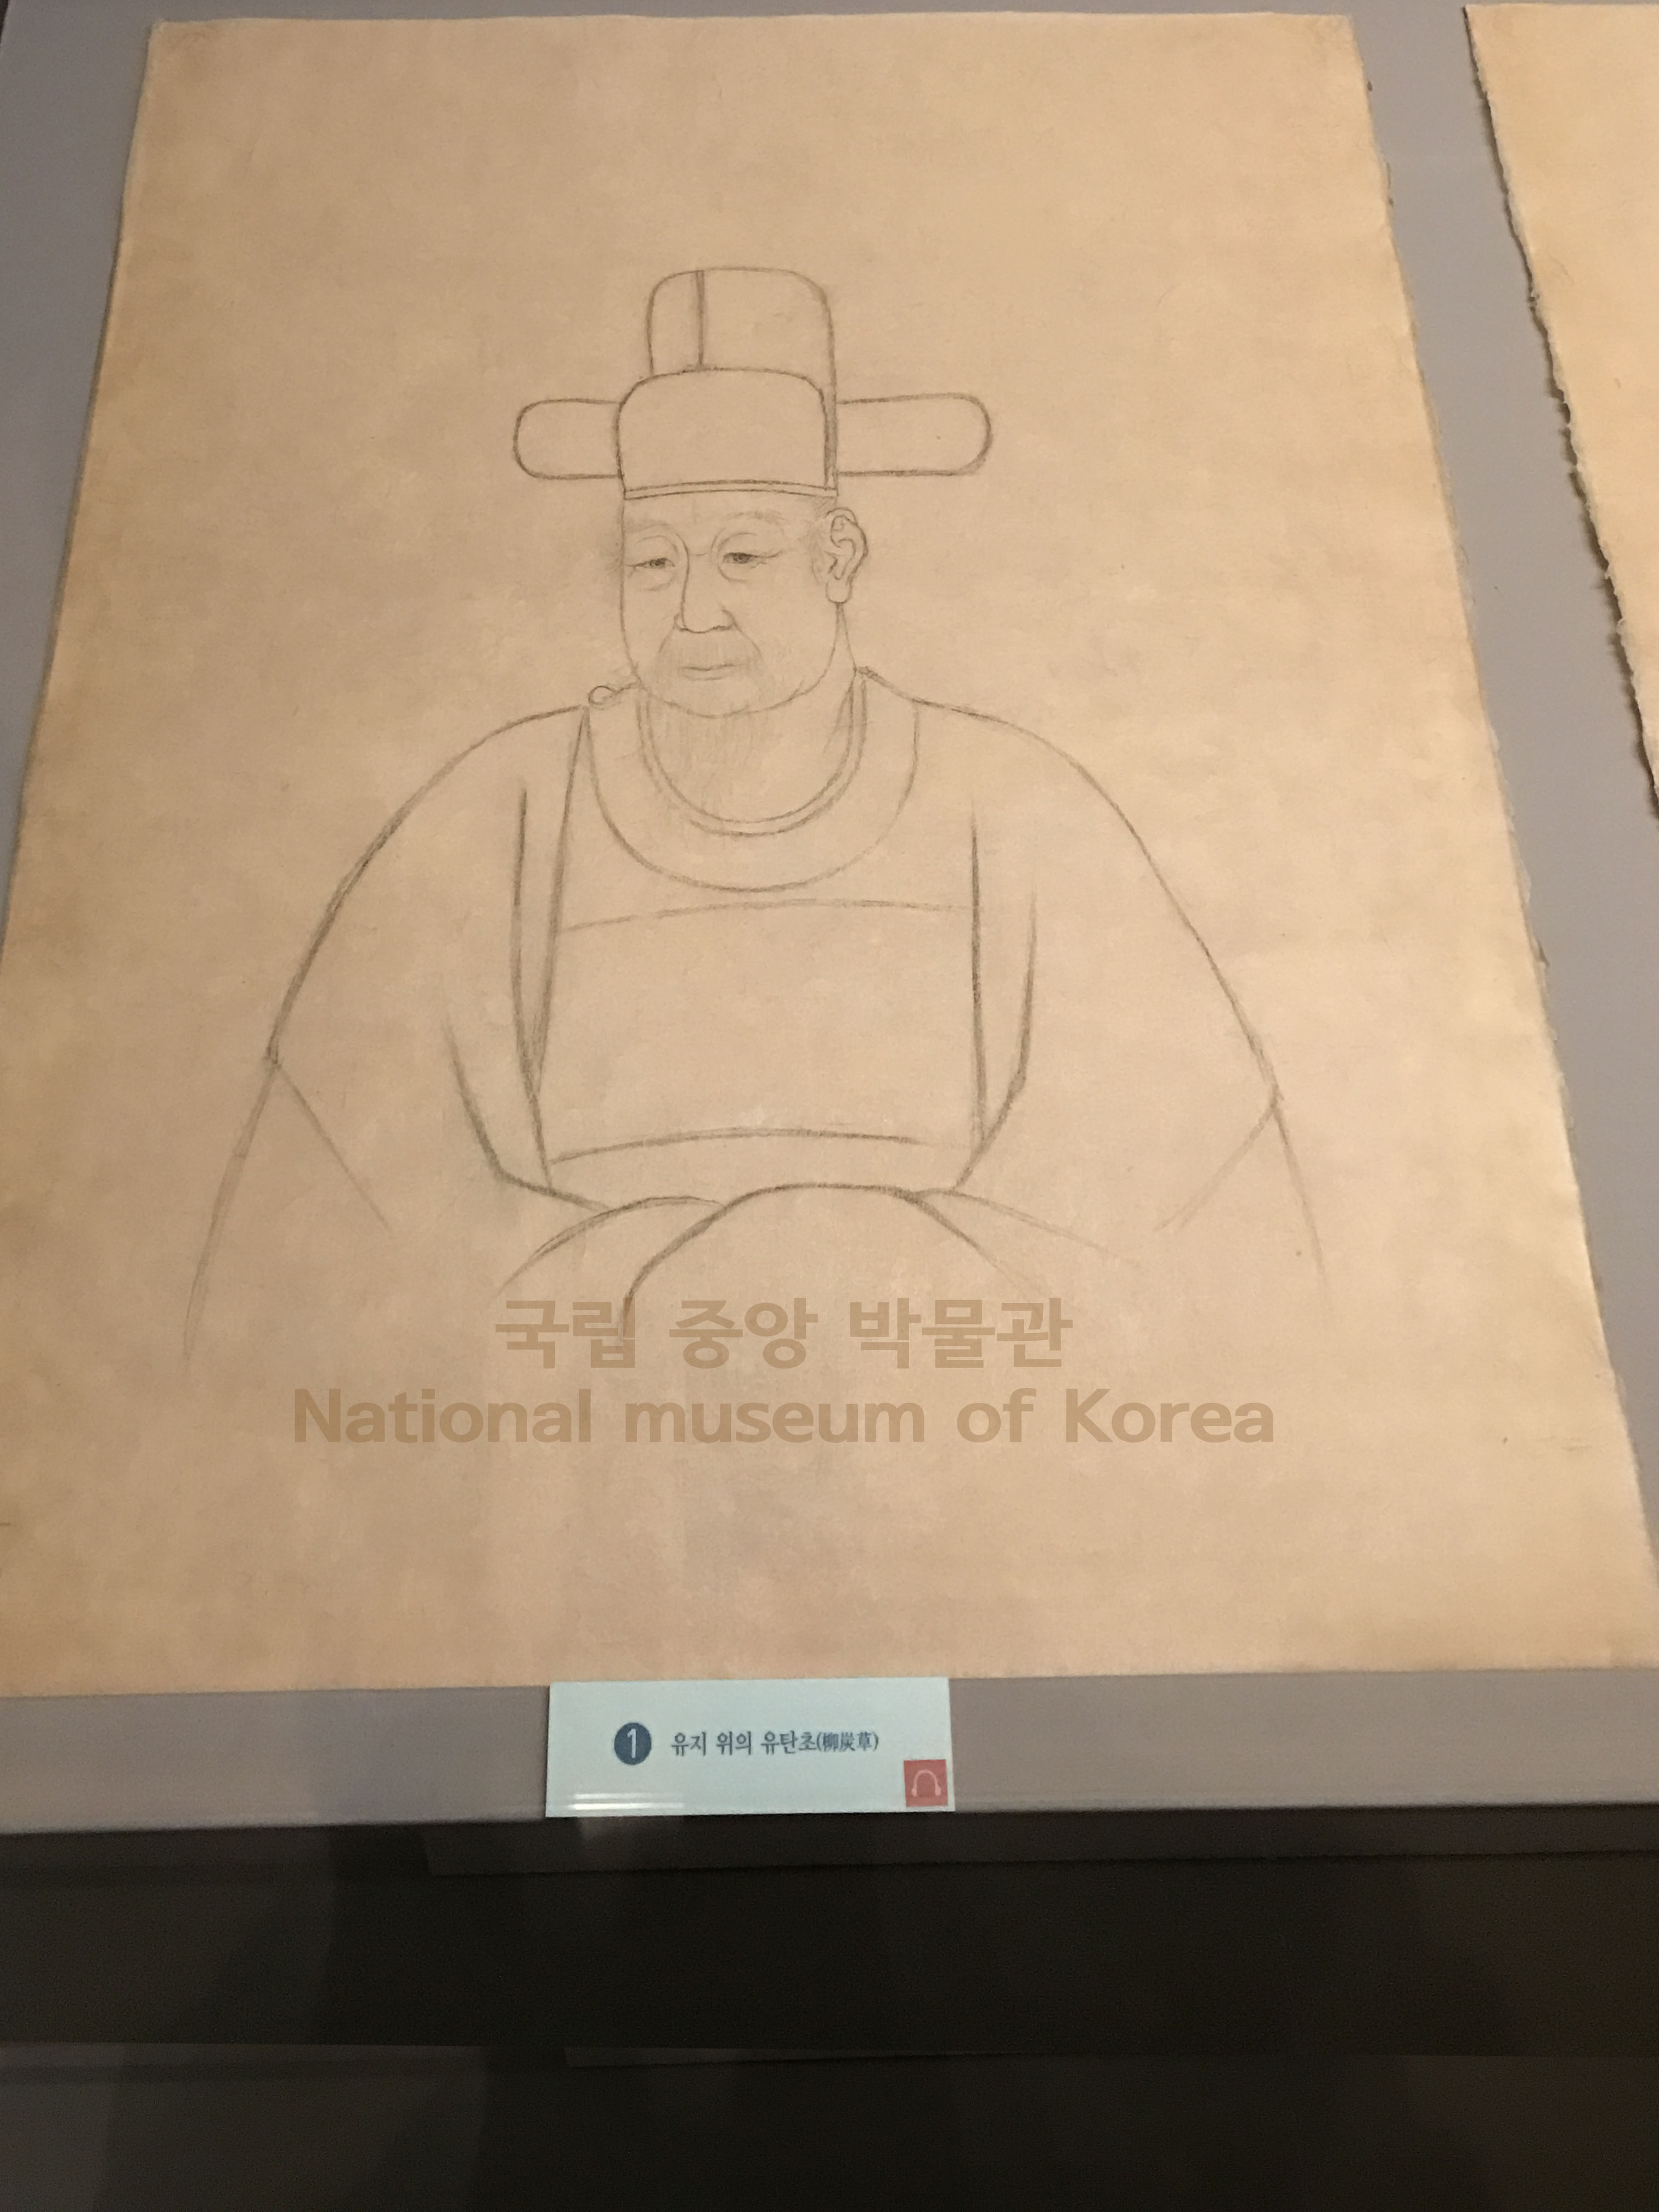 국립 중앙 박물관
National museum of Korea
1 유지 위의 유탄초(柳炭草)